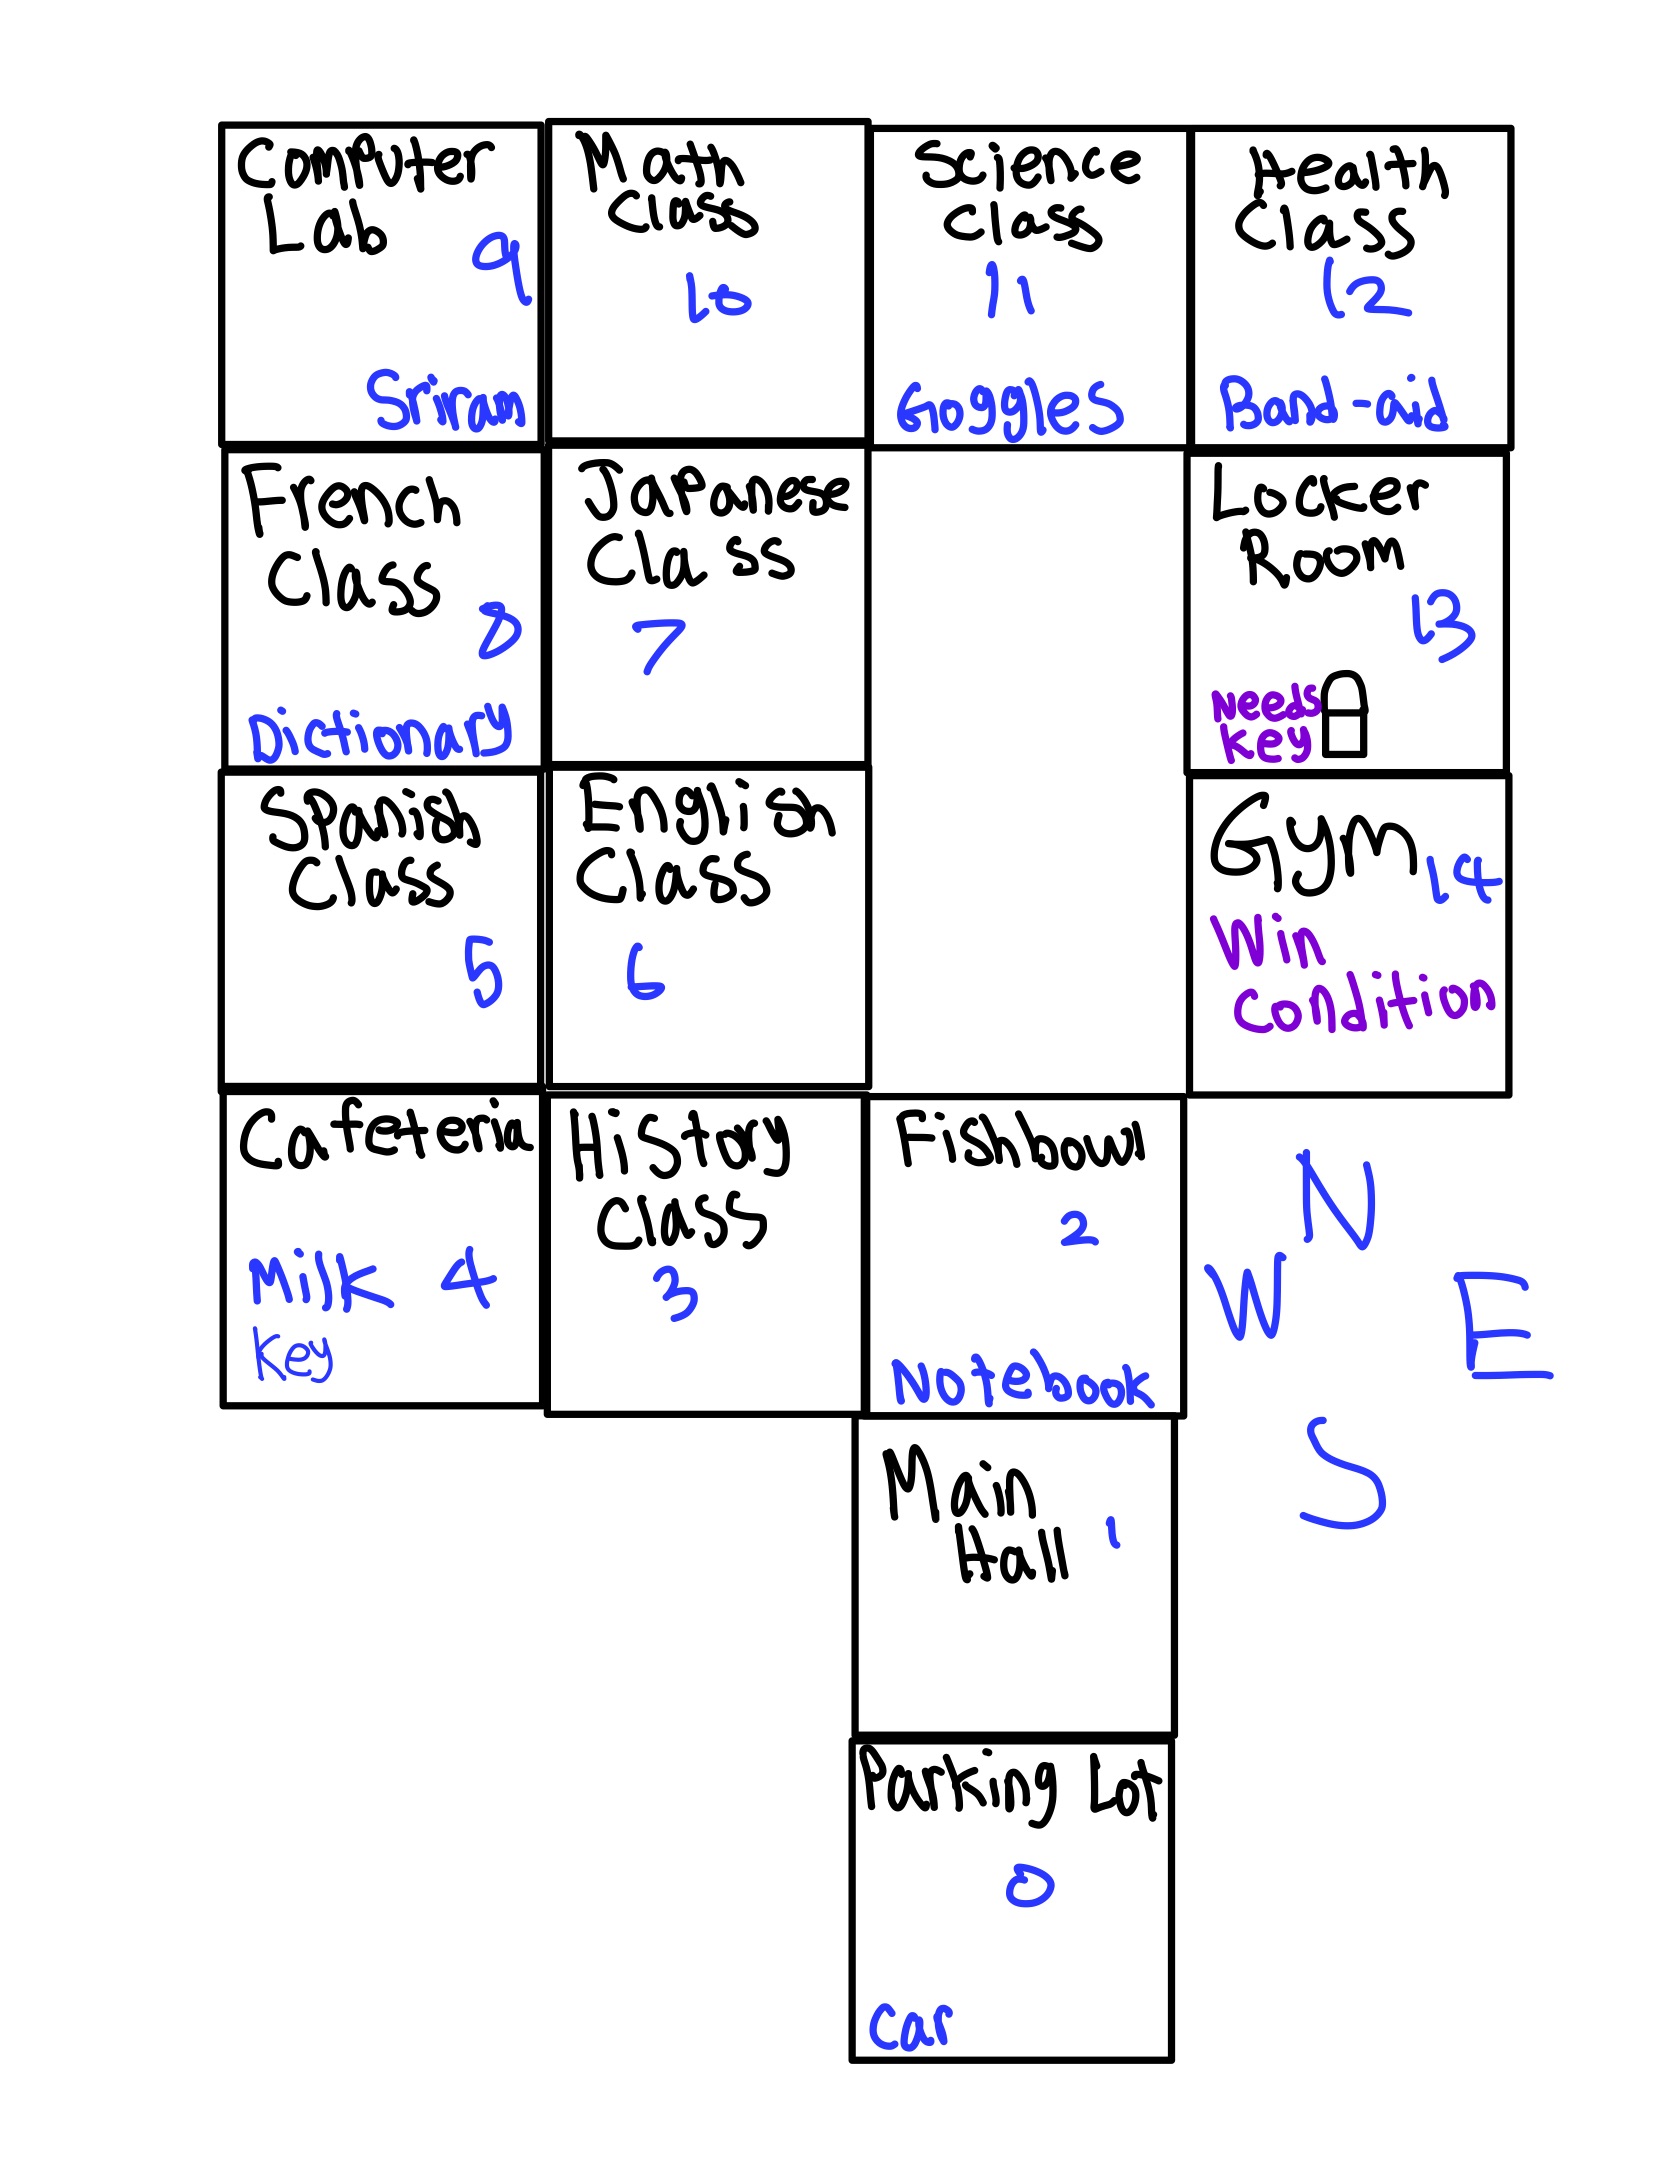 Computer
Lab
9
Sriram
Math
Class
10
Science
Class
11
Goggles
Health
Class
12
Band-aid
French
Class
8
Dictionary
Japanese
Class
7
Locker
Room
13
Needs
Key
Spanish
Class
5
English
Class
6
Gym
14
Win
Condition
Cafeteria
Milk 4
Key
History
Class
3
Fishbowl
2
Notebook
N
W
E
S
Main
Hall
1
Parking Lot
0
Car